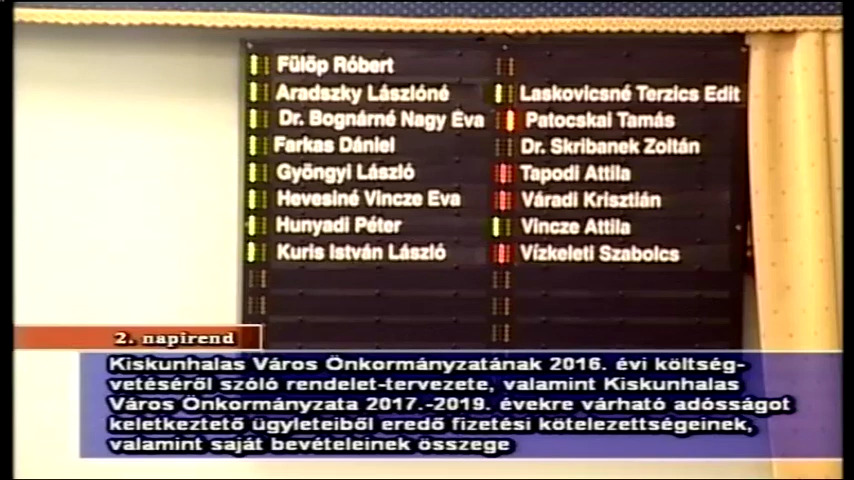 Fülöp Róbert
Aradszky Lászlóné
Dr. Bognárné Nagy Éva
Farkas Dániel
Gyöngyi László
Hevesiné Vincze Éva
Hunyadi Péter
Kuris István László
Laskovicsné Terzics Edit
Patocskai Tamás
Dr. Skribanek Zoltán
Tapodi Attila
Váradi Krisztián
Vincze Attila
Vízkeleti Szabolcs
2. napirend
Kiskunhalas Város Önkormányzatának 2016. évi költség-
vetéséről szóló rendelet-tervezete, valamint Kiskunhalas
Város Önkormányzata 2017.-2019. évekre várható adósságot
keletkeztető ügyleteiből eredő fizetési kötelezettségeinek,
valamint saját bevételeinek összege